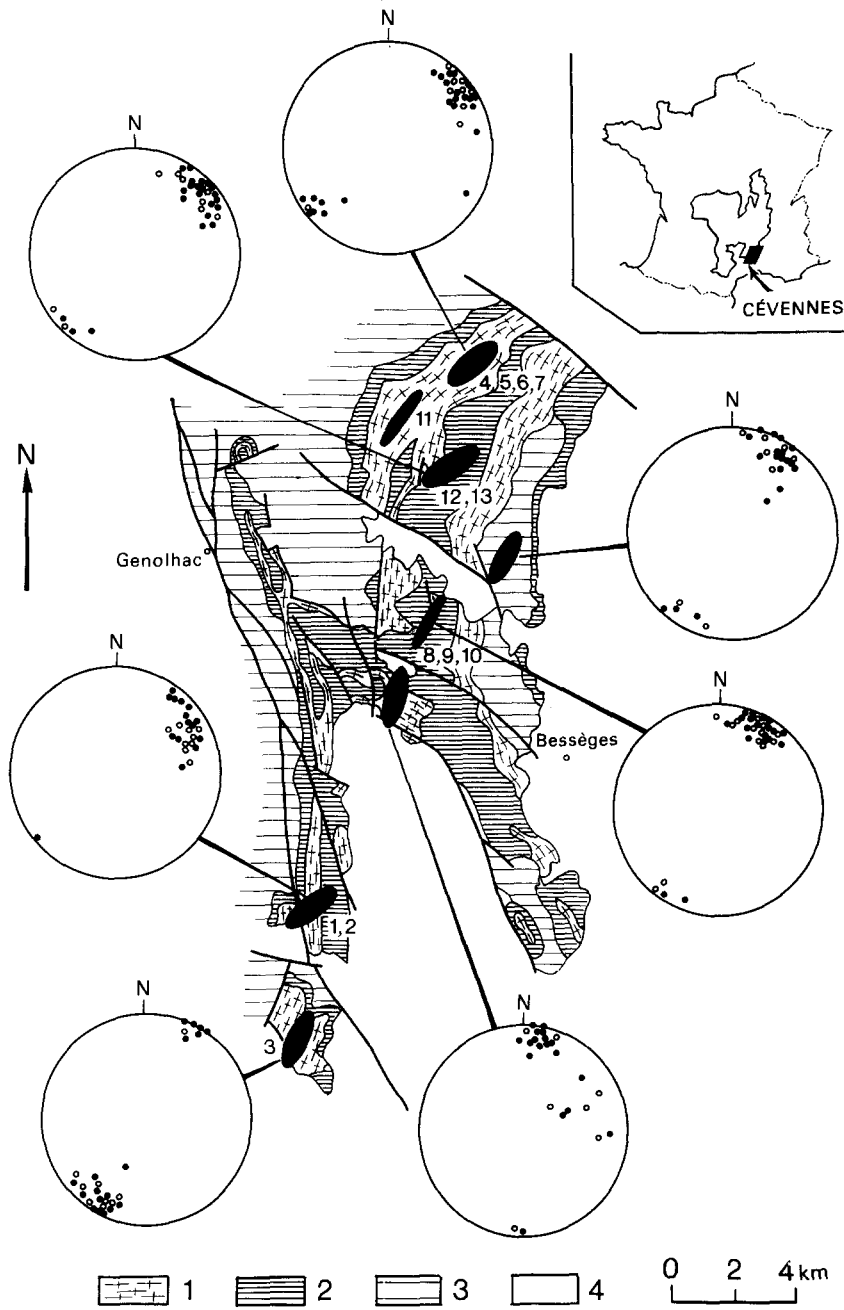 N
N
CÉVENNES
4,5,6,7
11
12,13
N
N
Genolhac
8,9,10
N
N
Bessèges
1,2
N
N
3
1
2
3
4
0 2 4 km